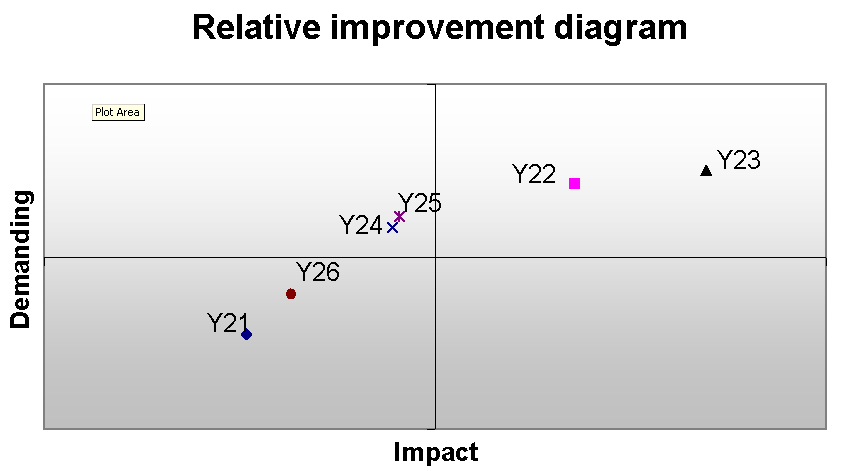 Relative improvement diagram
Plot Area
Y23
Y22
Y25
Y24
Y26
Y21
Demanding
Impact